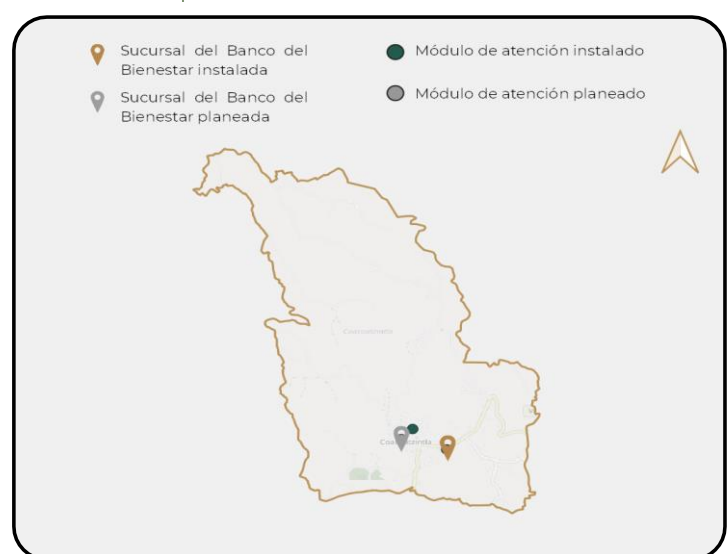 Sucursal del Banco del
Bienestar instalada
Sucursal del Banco del
Bienestar planeada
Módulo de atención instalado
Módulo de atención planeado